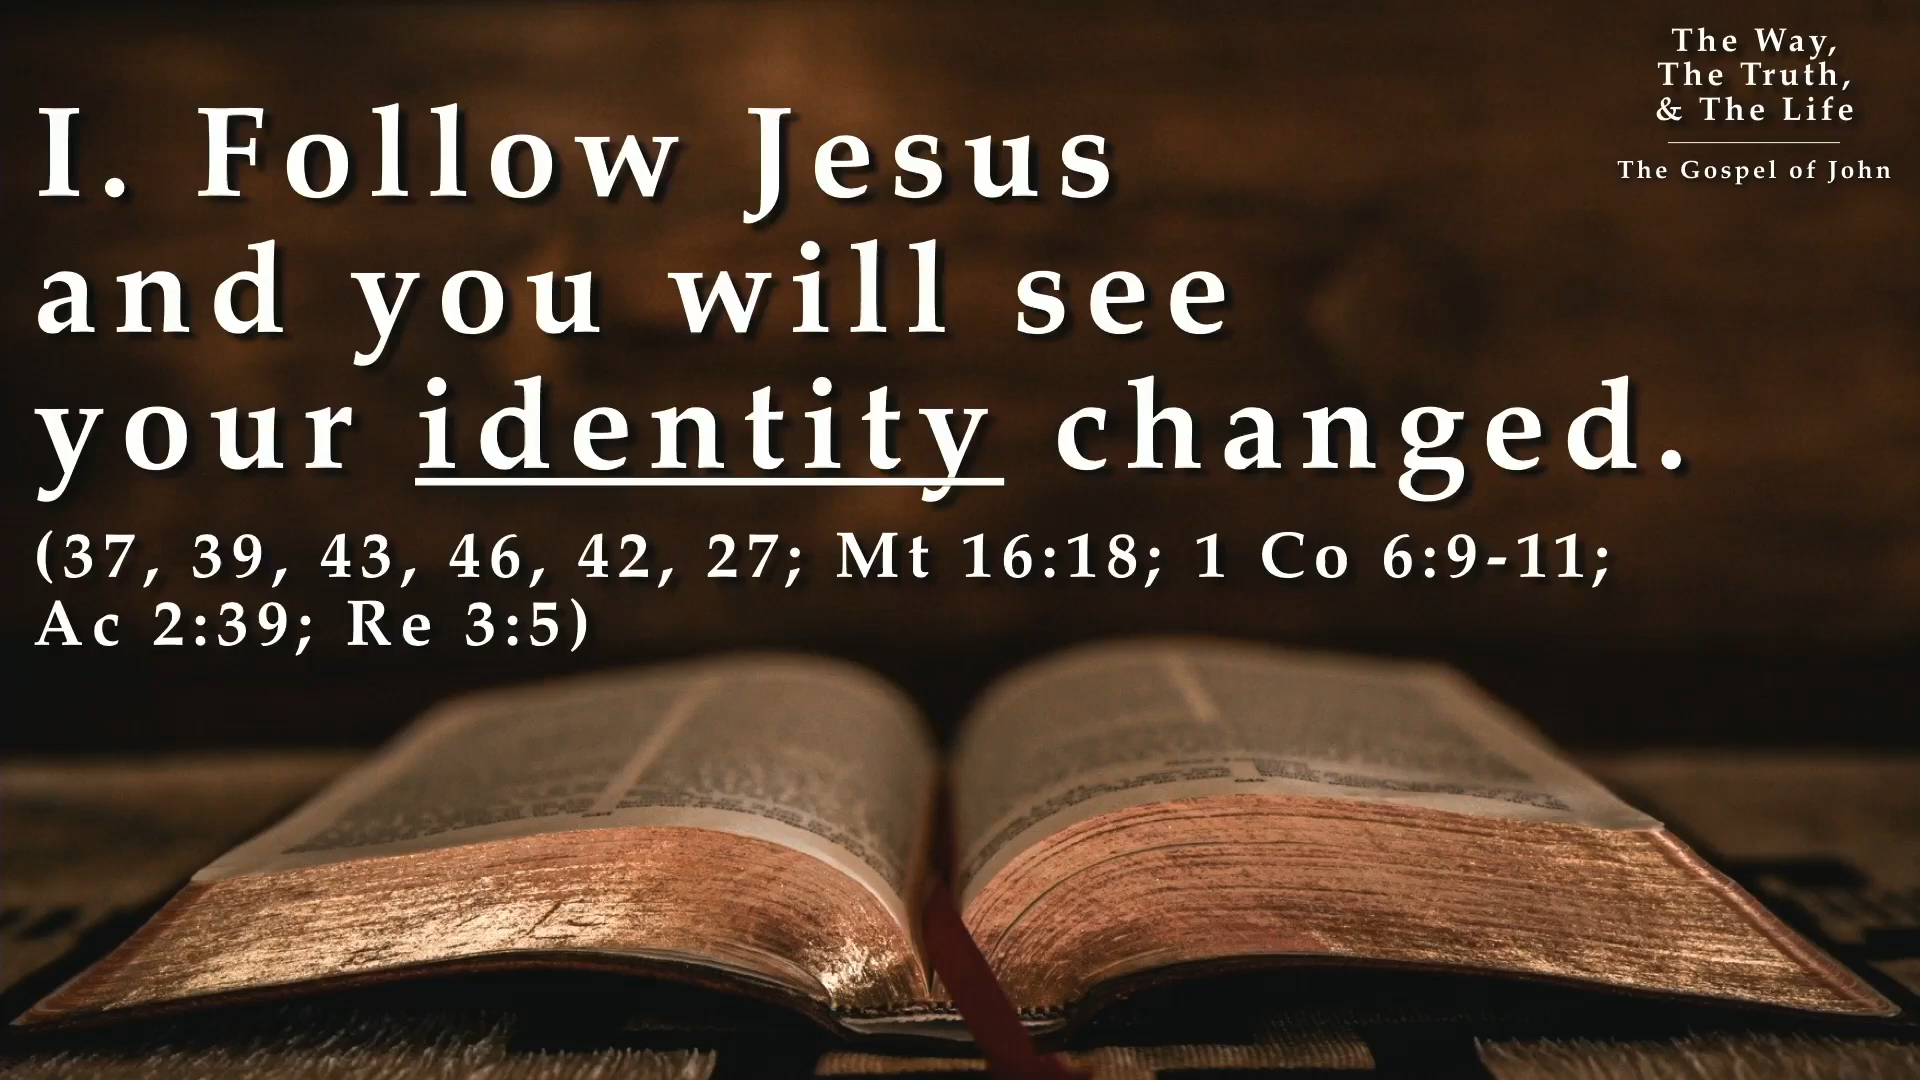 The Way,
The Truth,
& The Life
The Gospel of John
I. Follow Jesus
and you will see
your identity changed.
(37, 39, 43, 46, 42, 27; Mt 16:18; 1 Co 6:9-11;
Ac 2:39; Re 3:5)